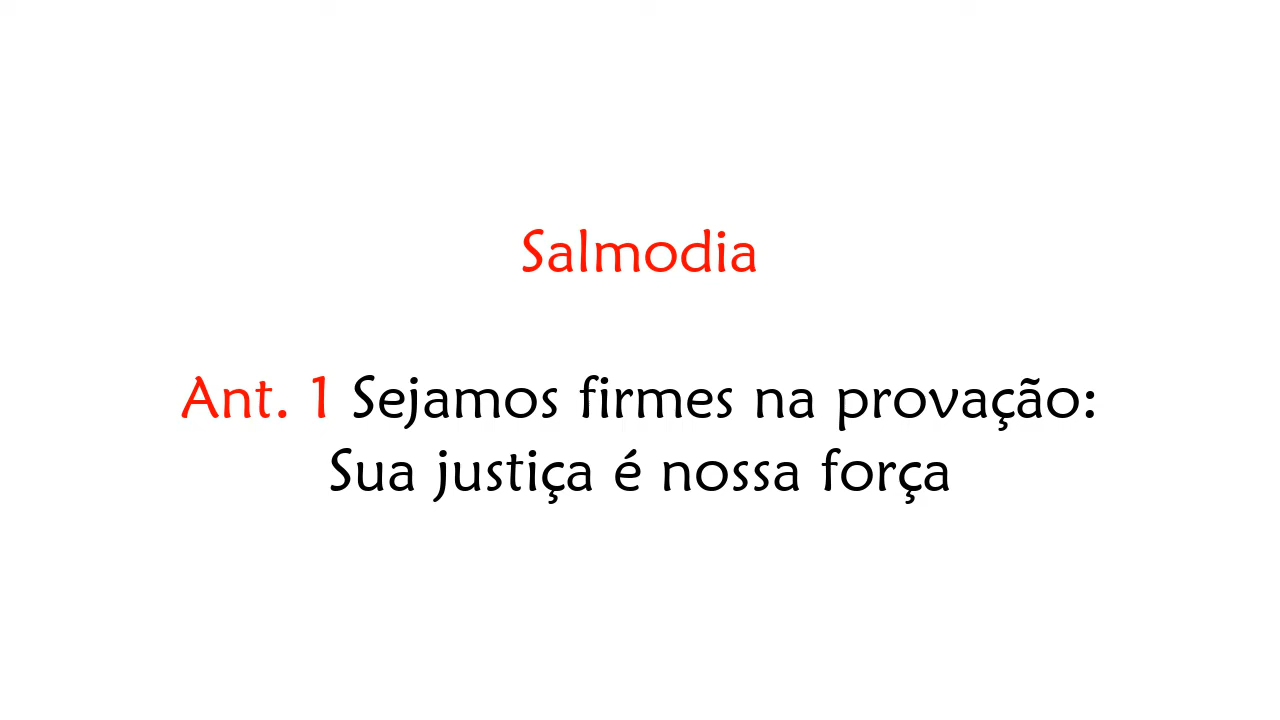 Salmodia
Ant. 1 Sejamos firmes na provação:
Sua justiça é nossa força